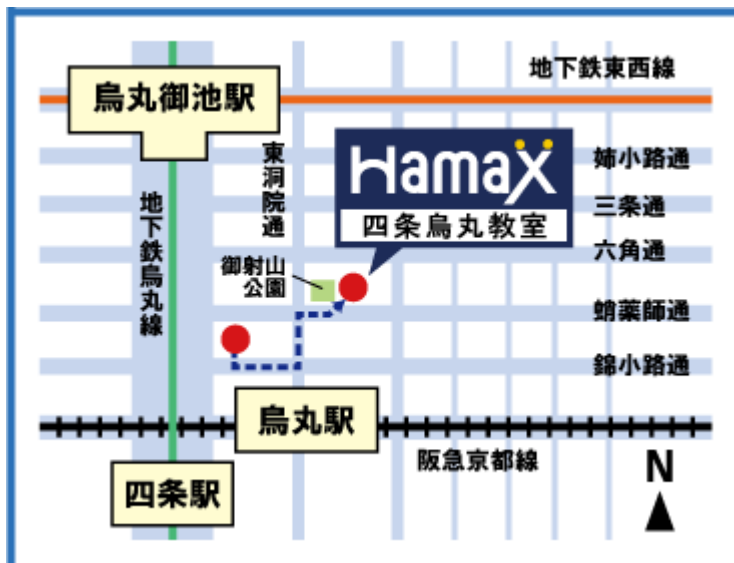 地下鉄東西線
烏丸御池駅
東洞院通
Hamax
四条烏丸教室
姉小路通
三条通
六角通
地下鉄烏丸線
御射山
公園
蛸薬師通
錦小路通
烏丸駅
阪急京都線
四条駅
N